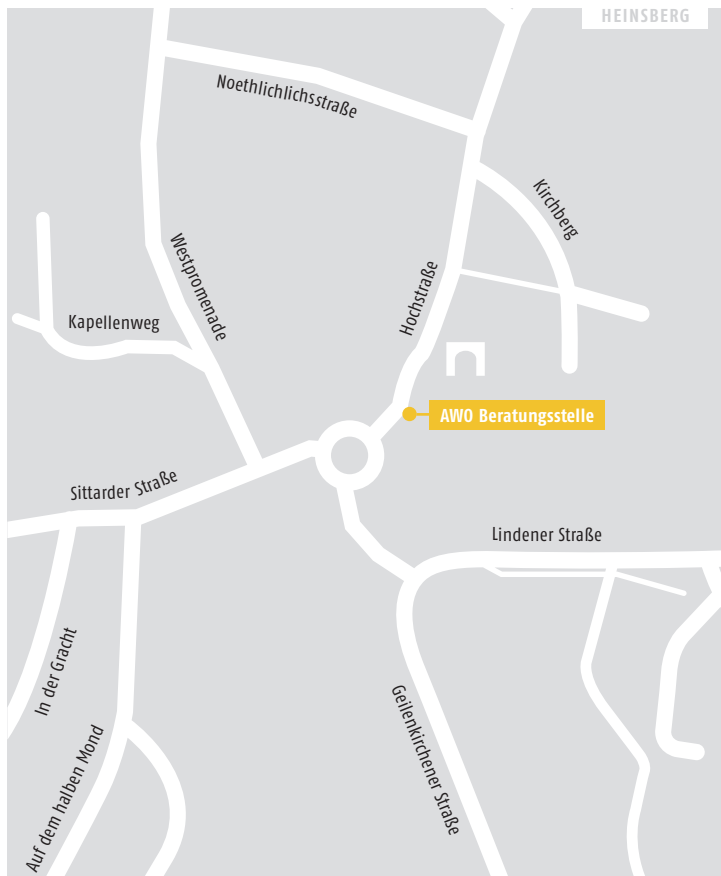 HEINSBERG
Noethlichlichsstraße
Kirchberg
Westpromenade
Hochstraße
Kapellenweg
AWO Beratungsstelle
Sittarder Straße
Lindener Straße
In der Gracht
Geilenkirchener Straße
Auf dem halben Mond